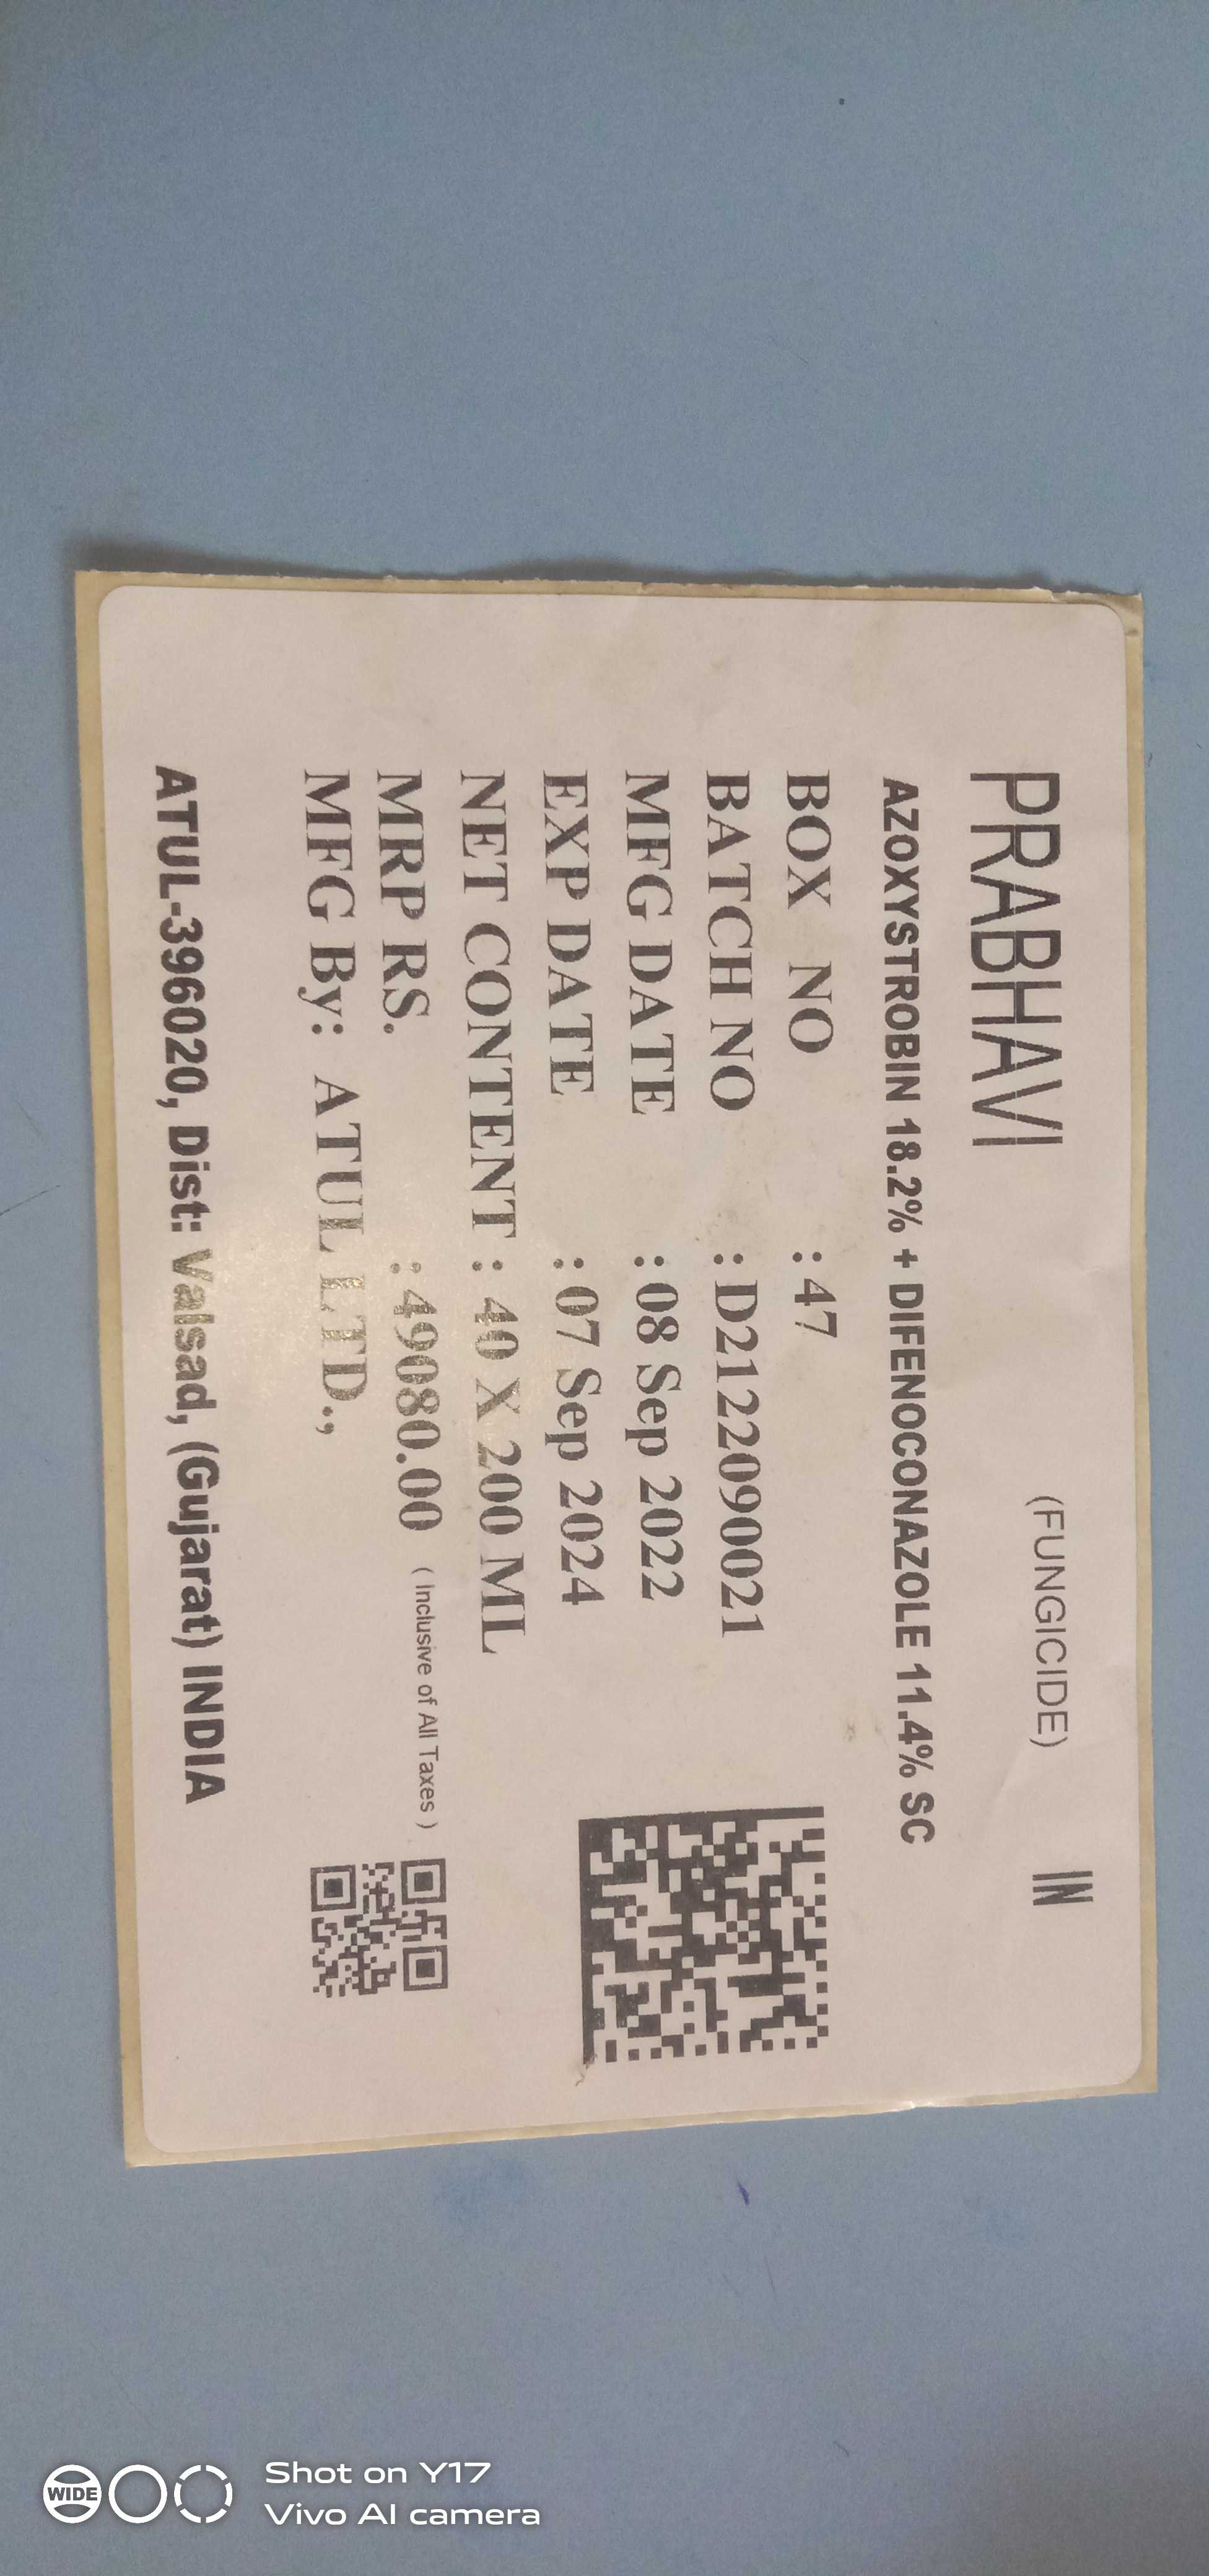 PRABHAVI (FUNGICIDE) IN
AZOXYSTROBIN 18.2% + DIFENOCONAZOLE 11.4% SC
BOX NO : 47
BATCH NO : D2122090021
MFG DATE : 08 Sep 2022
EXP DATE : 07 Sep 2024
NET CONTENT : 40 X 200 ML
MRP RS. : 49080.00 ( Inclusive of All Taxes )
MFG By: ATUL LTD.,
ATUL-396020, Dist: Valsad, (Gujarat) INDIA
WIDE
Shot on Y17
Vivo AI camera